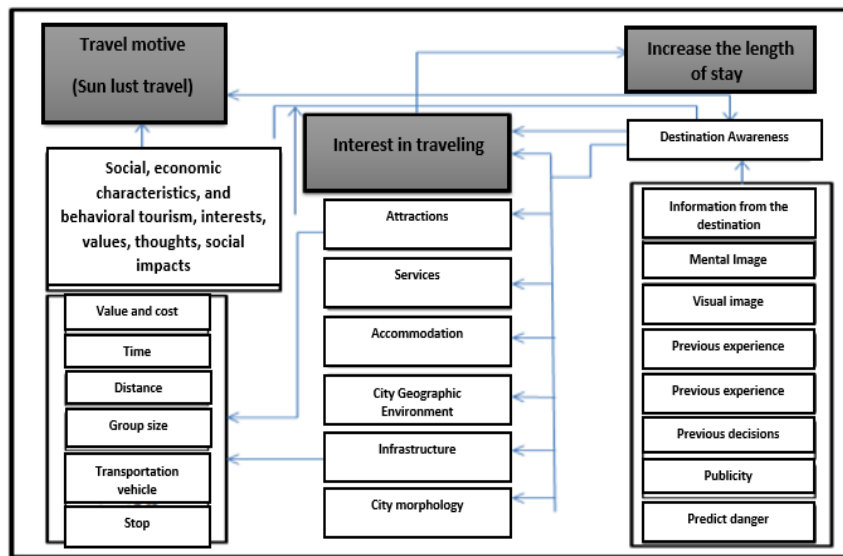 Travel motive
(Sun lust travel)
Increase the length
of stay
Interest in traveling
Destination Awareness
Social, economic
characteristics, and
behavioral tourism, interests,
values, thoughts, social
impacts
Value and cost
Time
Distance
Group size
Transportation
vehicle
Stop
Attractions
Services
Accommodation
City Geographic
Environment
Infrastructure
City morphology
Information from the
destination
Mental Image
Visual image
Previous experience
Previous experience
Previous decisions
Publicity
Predict danger